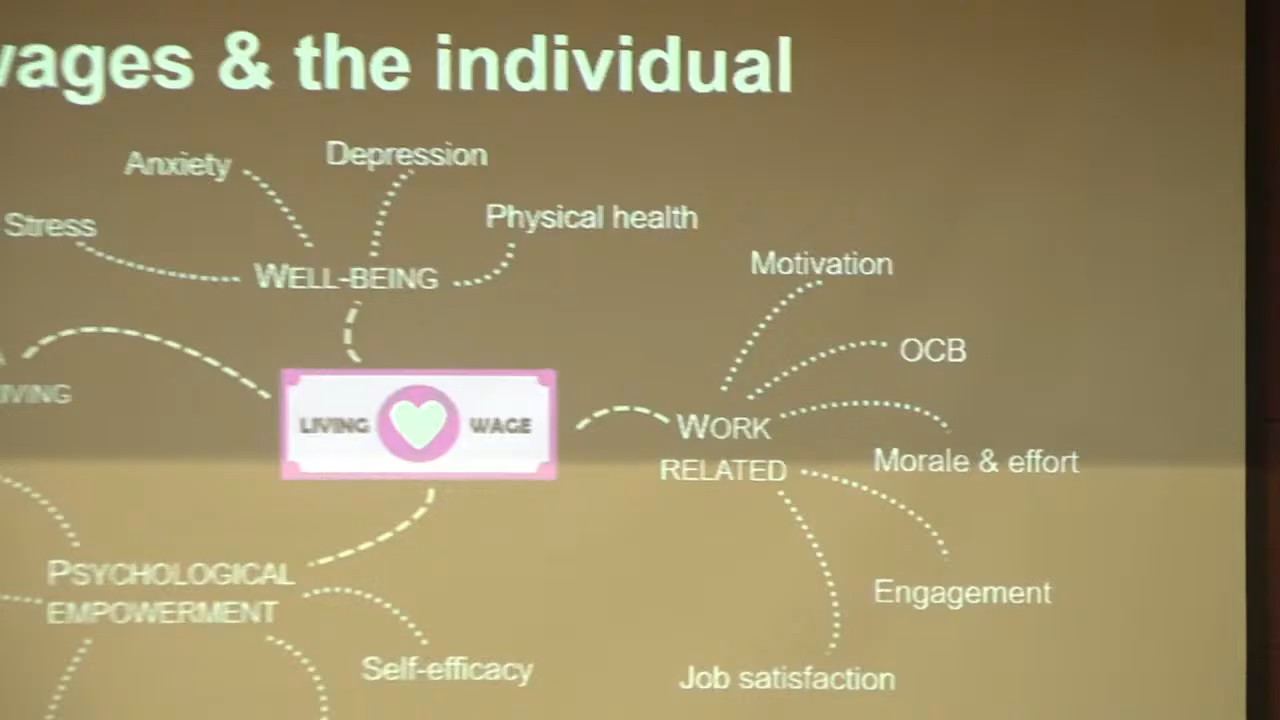 wages & the individual
Anxiety
Depression
Stress
Physical health
WELL-BEING
Motivation
OCB
LIVING
LIVING WAGE
WORK
RELATED
Morale & effort
PSYCHOLOGICAL
EMPOWERMENT
Engagement
Self-efficacy
Job satisfaction